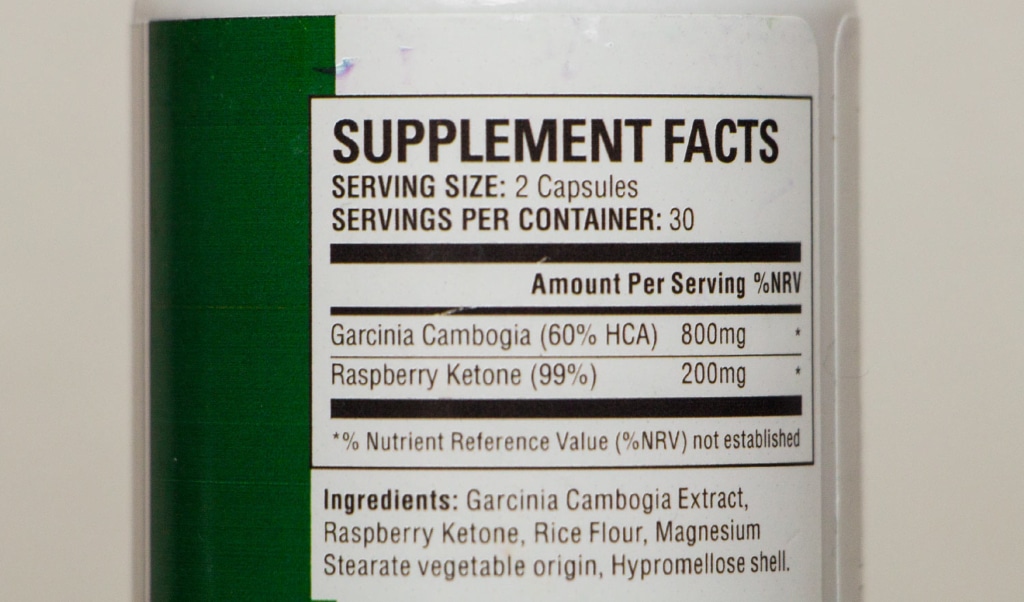 SUPPLEMENT FACTS
SERVING SIZE: 2 Capsules
SERVINGS PER CONTAINER: 30
Amount Per Serving %NRV
Garcinia Cambogia (60% HCA) 800mg *
Raspberry Ketone (99%) 200mg *
*% Nutrient Reference Value (%NRV) not established
Ingredients: Garcinia Cambogia Extract,
Raspberry Ketone, Rice Flour, Magnesium
Stearate vegetable origin, Hypromellose shell.